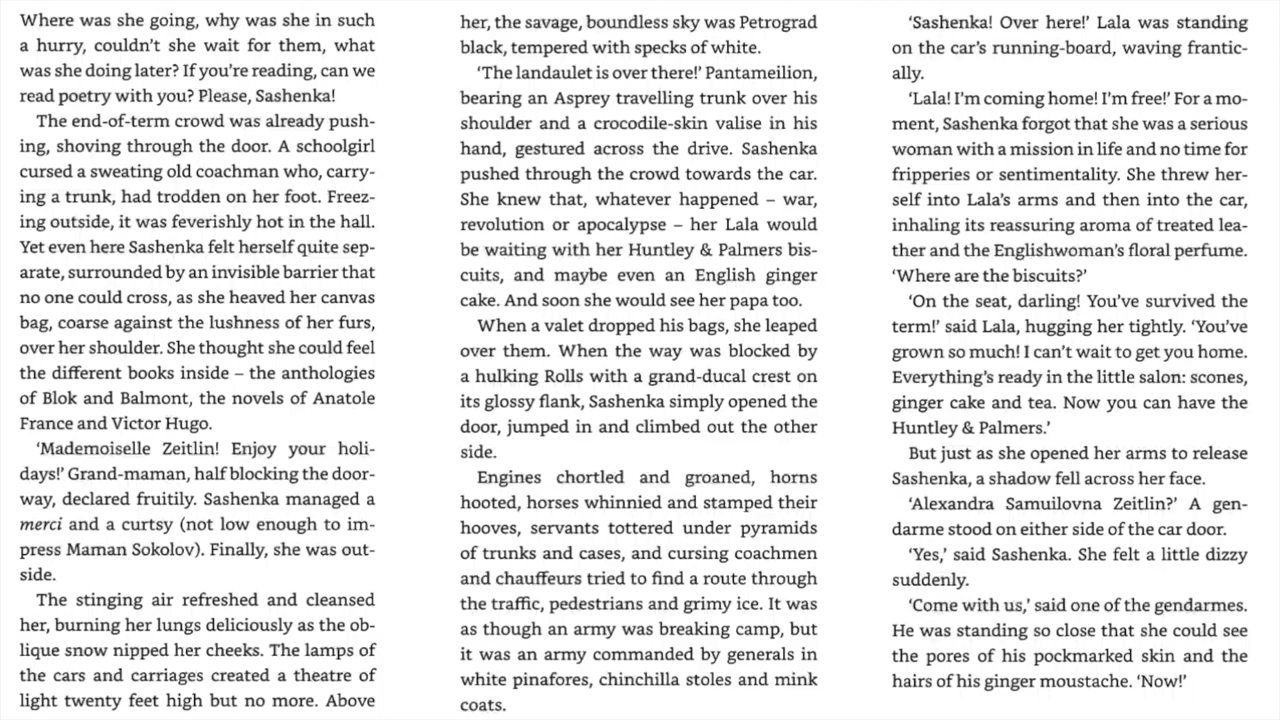 Where was she going, why was she in such
a hurry, couldn’t she wait for them, what
was she doing later? If you’re reading, can we
read poetry with you? Please, Sashenka!
The end-of-term crowd was already push-
ing, shoving through the door. A schoolgirl
cursed a sweating old coachman who, carry-
ing a trunk, had trodden on her foot. Freez-
ing outside, it was feverishly hot in the hall.
Yet even here Sashenka felt herself quite sep-
arate, surrounded by an invisible barrier that
no one could cross, as she heaved her canvas
bag, coarse against the lushness of her furs,
over her shoulder. She thought she could feel
the different books inside – the anthologies
of Blok and Balmont, the novels of Anatole
France and Victor Hugo.
‘Mademoiselle Zeitlin! Enjoy your holi-
days!’ Grand-maman, half blocking the door-
way, declared fruitily. Sashenka managed a
merci and a curtsy (not low enough to im-
press Maman Sokolov). Finally, she was out-
side.
The stinging air refreshed and cleansed
her, burning her lungs deliciously as the ob-
lique snow nipped her cheeks. The lamps of
the cars and carriages created a theatre of
light twenty feet high but no more. Above
her, the savage, boundless sky was Petrograd
black, tempered with specks of white.
‘The landaulet is over there!’ Pantameilion,
bearing an Asprey travelling trunk over his
shoulder and a crocodile-skin valise in his
hand, gestured across the drive. Sashenka
pushed through the crowd towards the car.
She knew that, whatever happened – war,
revolution or apocalypse – her Lala would
be waiting with her Huntley & Palmers bis-
cuits, and maybe even an English ginger
cake. And soon she would see her papa too.
When a valet dropped his bags, she leaped
over them. When the way was blocked by
a hulking Rolls with a grand-ducal crest on
its glossy flank, Sashenka simply opened the
door, jumped in and climbed out the other
side.
Engines chortled and groaned, horns
hooted, horses whinnied and stamped their
hooves, servants tottered under pyramids
of trunks and cases, and cursing coachmen
and chauffeurs tried to find a route through
the traffic, pedestrians and grimy ice. It was
as though an army was breaking camp, but
it was an army commanded by generals in
white pinafores, chinchilla stoles and mink
coats.
‘Sashenka! Over here!’ Lala was standing
on the car’s running-board, waving frantic-
ally.
‘Lala! I’m coming home! I’m free!’ For a mo-
ment, Sashenka forgot that she was a serious
woman with a mission in life and no time for
fripperies or sentimentality. She threw her-
self into Lala’s arms and then into the car,
inhaling its reassuring aroma of treated lea-
ther and the Englishwoman’s floral perfume.
‘Where are the biscuits?’
‘On the seat, darling! You’ve survived the
term!’ said Lala, hugging her tightly. ‘You’ve
grown so much! I can’t wait to get you home.
Everything’s ready in the little salon: scones,
ginger cake and tea. Now you can have the
Huntley & Palmers.’
But just as she opened her arms to release
Sashenka, a shadow fell across her face.
‘Alexandra Samuilovna Zeitlin?’ A gen-
darme stood on either side of the car door.
‘Yes,’ said Sashenka. She felt a little dizzy
suddenly.
‘Come with us,’ said one of the gendarmes.
He was standing so close that she could see
the pores of his pockmarked skin and the
hairs of his ginger moustache. ‘Now!’